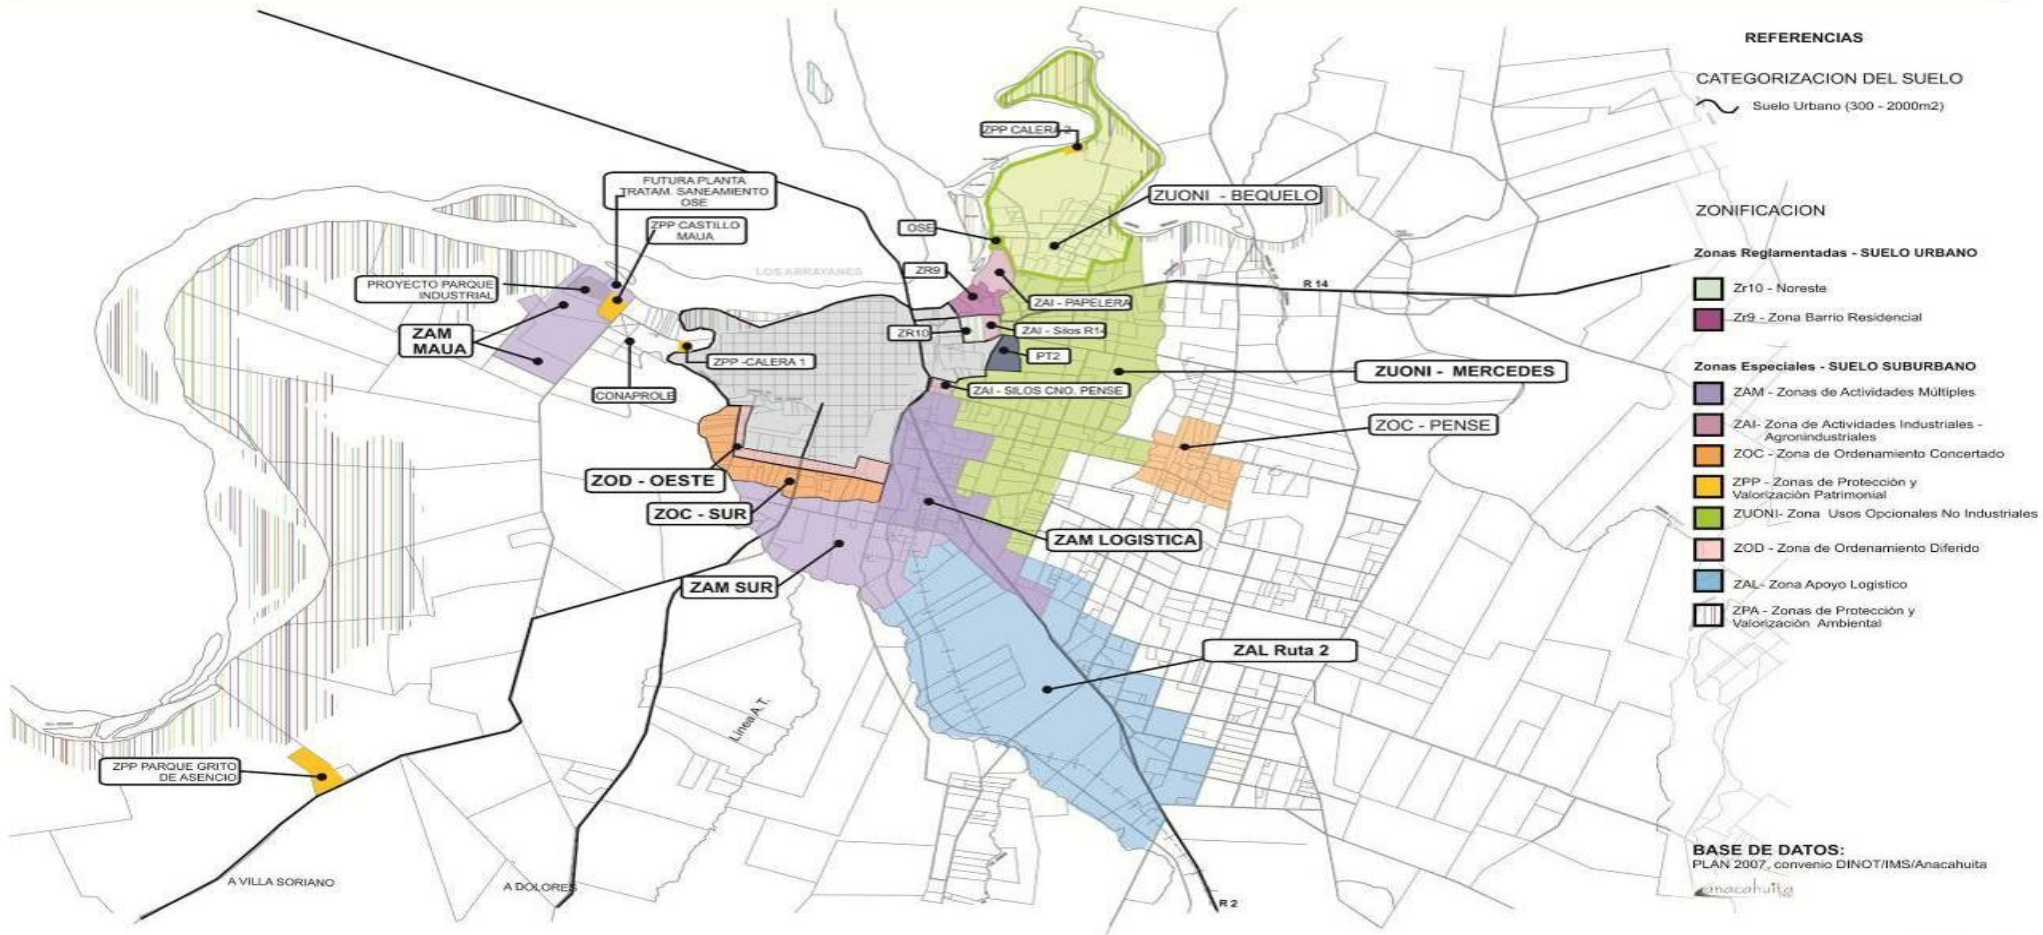 REFERENCIAS
CATEGORIZACION DEL SUELO
Suelo Urbano (300 - 2000m2)
ZONIFICACION
Zonas Reglamentadas - SUELO URBANO
Zr10 - Noreste
Zr9 - Zona Barrio Residencial
Zonas Especiales - SUELO SUBURBANO
ZAM - Zonas de Actividades Múltiples
ZAI- Zona de Actividades Industriales -
Agronindustriales
ZOC - Zona de Ordenamiento Concertado
ZPP - Zonas de Protección y
Valorización Patrimonial
ZUONI- Zona Usos Opcionales No Industriales
ZOD - Zona de Ordenamiento Diferido
ZAL- Zona Apoyo Logistico
ZPA - Zonas de Protección y
Valorización Ambiental
BASE DE DATOS:
PLAN 2007, convenio DINOT/IMS/Anacahuita
anacahuita
ZPP CALERA 2
FUTURA PLANTA
TRATAM. SANEAMIENTO
OSE
ZPP CASTILLO
MAUA
ZUONI - BEQUELO
OSE
LOS ARRAYANES
ZR9
PROYECTO PARQUE
INDUSTRIAL
R 14
ZAI - PAPELERA
ZAM
MAUA
ZR10
ZAI - Silos R14
ZPP -CALERA 1
PT2
ZUONI - MERCEDES
CONAPROLE
ZAI - SILOS CNO. PENSE
ZOC - PENSE
ZOD - OESTE
ZOC - SUR
ZAM LOGISTICA
ZAM SUR
ZAL Ruta 2
Línea A.T.
ZPP PARQUE GRITO
DE ASENCIO
A VILLA SORIANO
A DOLORES
R 2